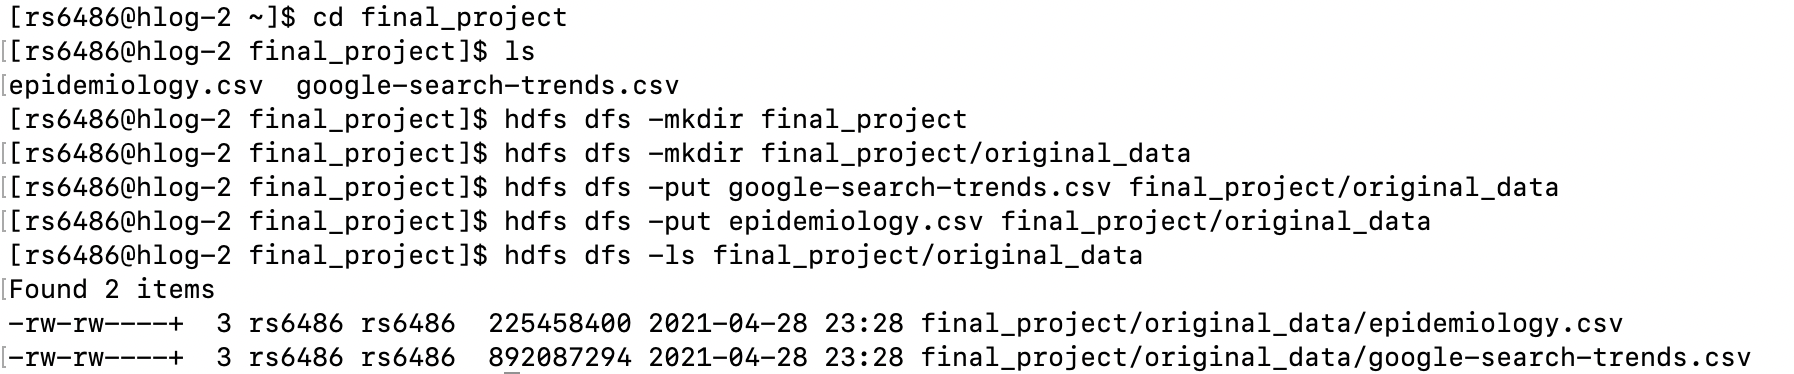 [rs6486@hlog-2 ~]$ cd final_project
[[rs6486@hlog-2 final_project]$ ls
[epidemiology.csv  google-search-trends.csv
[rs6486@hlog-2 final_project]$ hdfs dfs -mkdir final_project
[[rs6486@hlog-2 final_project]$ hdfs dfs -mkdir final_project/original_data
[[rs6486@hlog-2 final_project]$ hdfs dfs -put google-search-trends.csv final_project/original_data
[[rs6486@hlog-2 final_project]$ hdfs dfs -put epidemiology.csv final_project/original_data
[rs6486@hlog-2 final_project]$ hdfs dfs -ls final_project/original_data
[Found 2 items
-rw-rw----+  3 rs6486 rs6486  225458400 2021-04-28 23:28 final_project/original_data/epidemiology.csv
[-rw-rw----+  3 rs6486 rs6486  892087294 2021-04-28 23:28 final_project/original_data/google-search-trends.csv